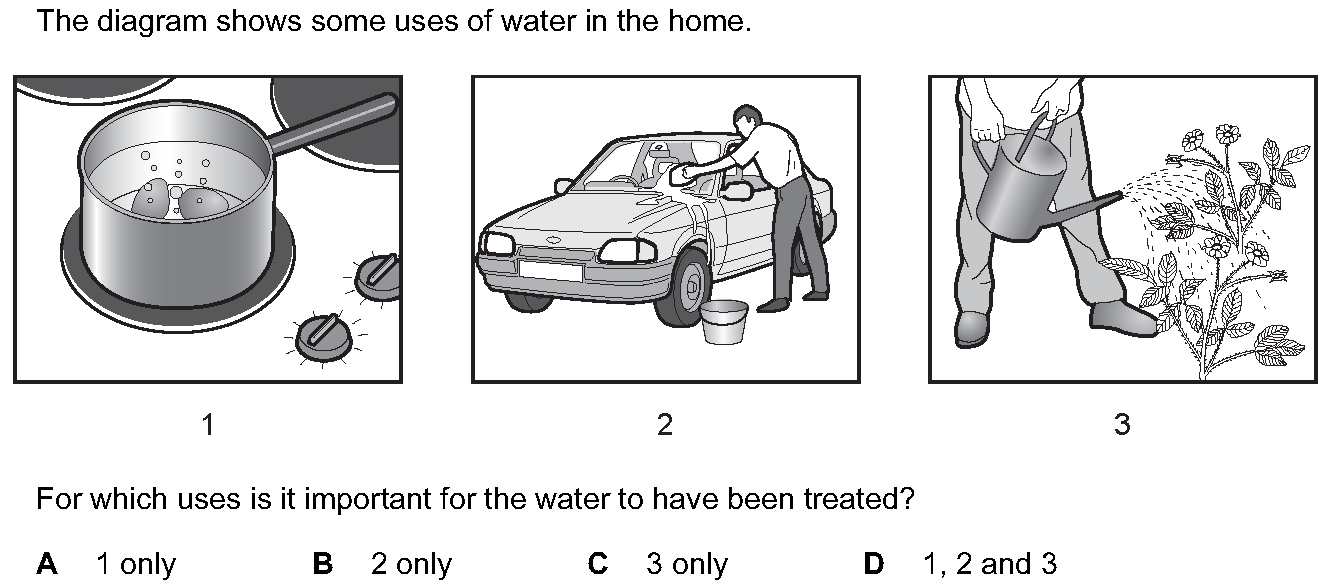 The diagram shows some uses of water in the home.
1 2 3
For which uses is it important for the water to have been treated?
A 1 only B 2 only C 3 only D 1, 2 and 3